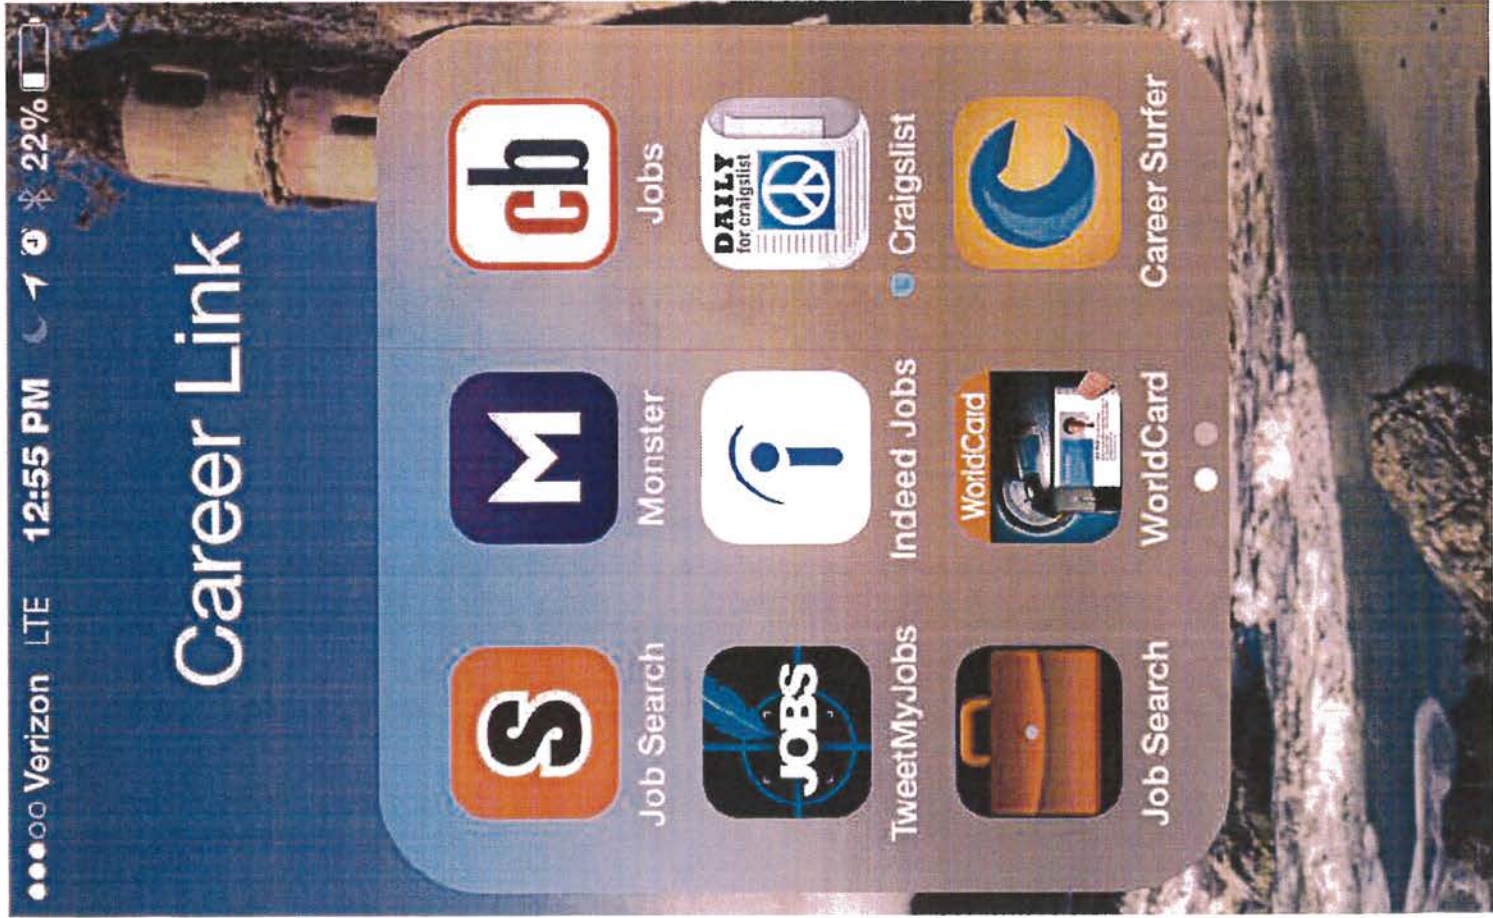 Verizon LTE 12:55 PM 22%
Career Link
S M cb
Job Search Monster Jobs
JOBS i DAILY
for craigslist
TweetMyJobs Indeed Jobs Craigslist
WorldCard C
Job Search WorldCard Career Surfer